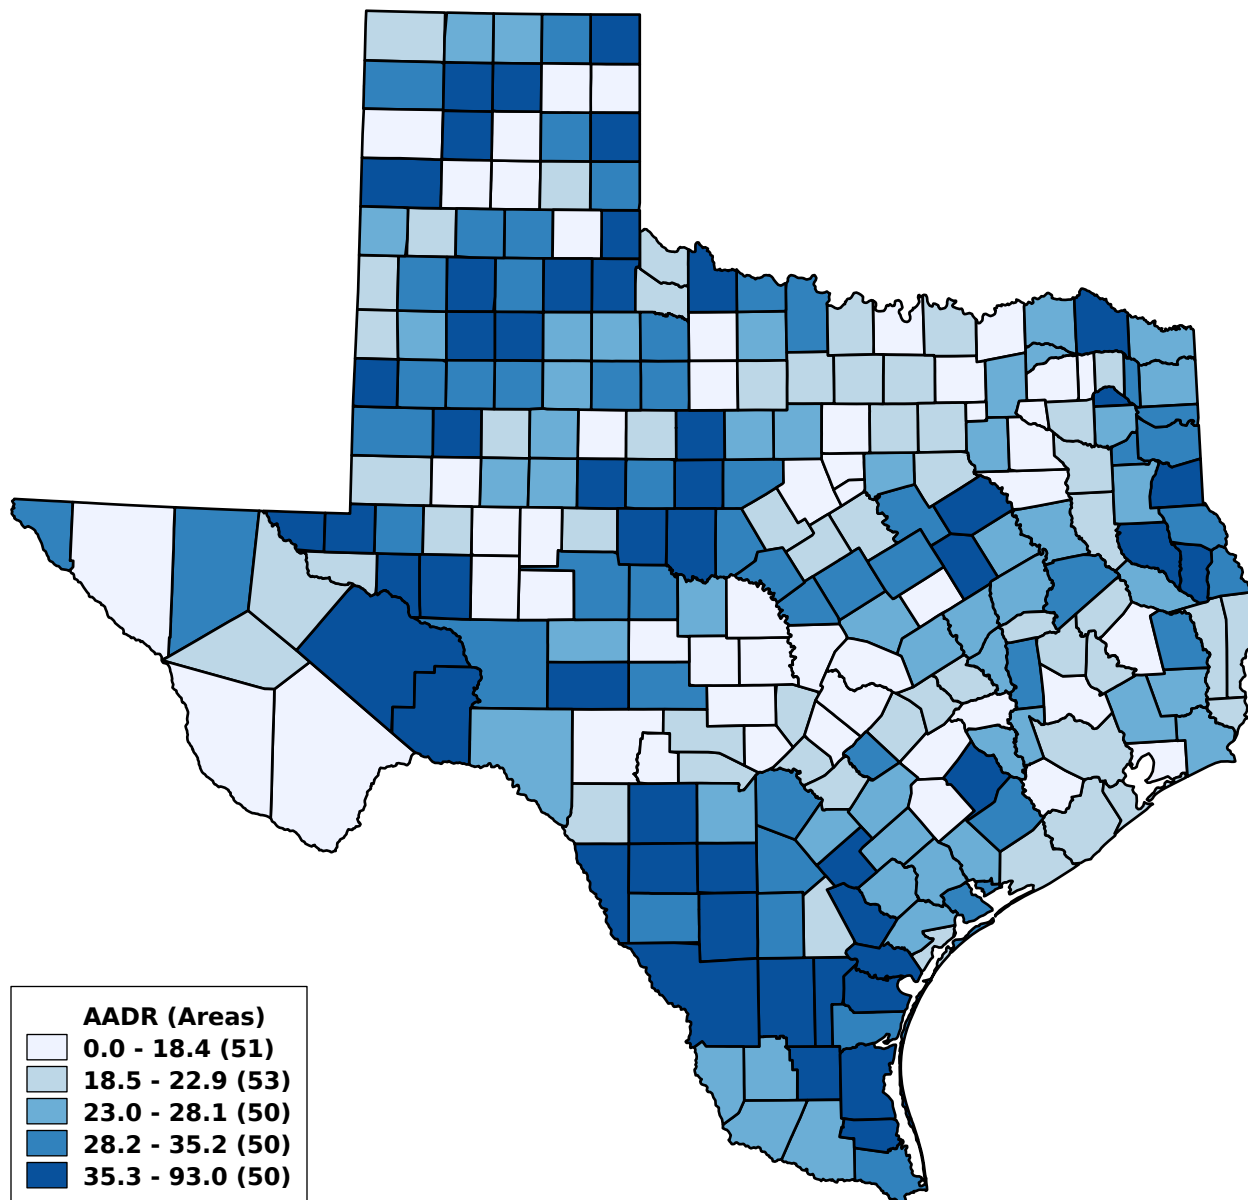 AADR (Areas)
0.0 - 18.4 (51)
18.5 - 22.9 (53)
23.0 - 28.1 (50)
28.2 - 35.2 (50)
35.3 - 93.0 (50)